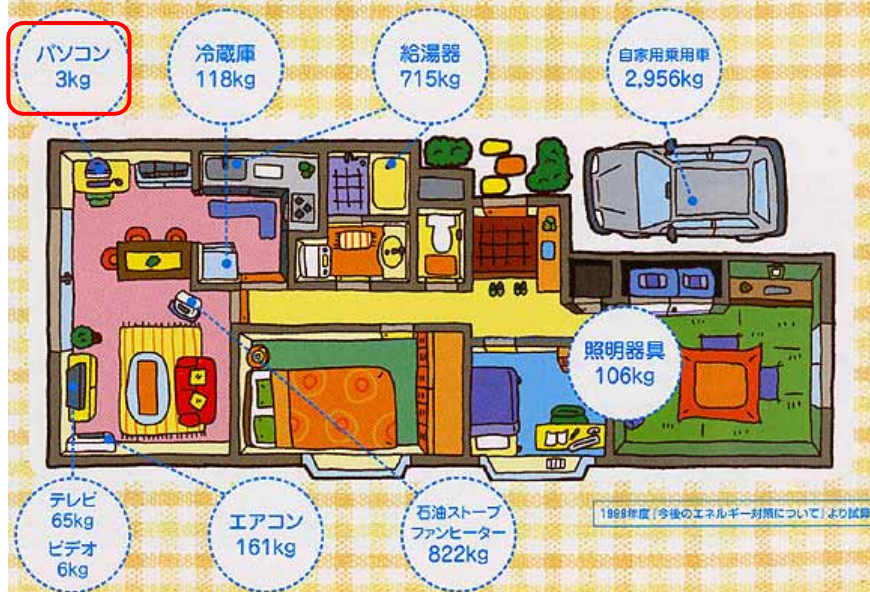 パソコン
3kg
冷蔵庫
118kg
給湯器
715kg
自家用乗用車
2,956kg
照明器具
106kg
テレビ
65kg
ビデオ
6kg
エアコン
161kg
石油ストーブ
ファンヒーター
822kg
1998年度「今後のエネルギー対策について」より試算